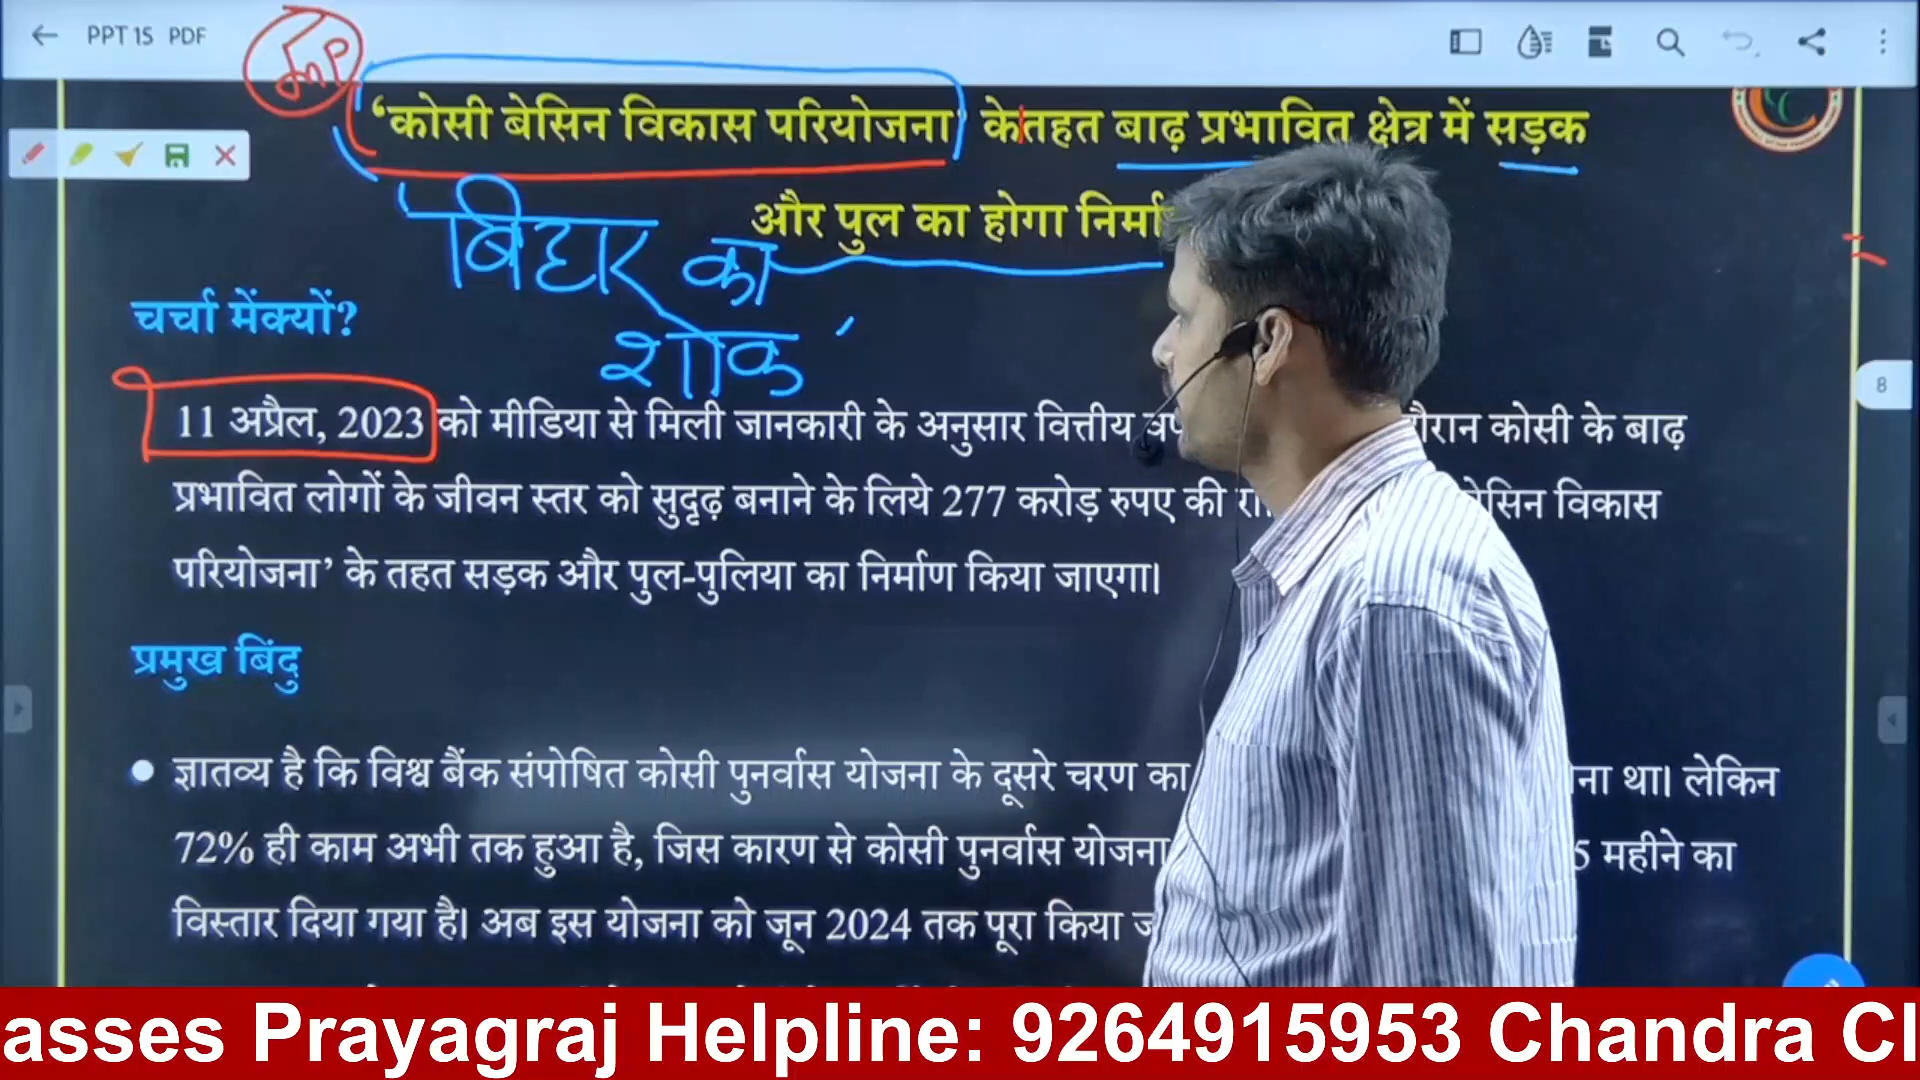 PPT 15 PDF
Imp
‘कोसी बेसिन विकास परियोजना’ केतहत बाढ़ प्रभावित क्षेत्र में सड़क
और पुल का होगा
'बिहार का
शोक'
चर्चा मेंक्यों?
11 अप्रैल, 2023 को मीडिया से मिली जानकारी के अनुसार वित्तीय कोसी के बाढ़
8
प्रभावित लोगों के जीवन स्तर को सुदृढ़ बनाने के लिये 277 करोड़ रुपए की विकास
परियोजना’ के तहत सड़क और पुल-पुलिया का निर्माण किया जाएगा।
प्रमुख बिंदु
• ज्ञातव्य है कि विश्व बैंक संपोषित कोसी पुनर्वास योजना के दूसरे चरण का था। लेकिन
72% ही काम अभी तक हुआ है, जिस कारण से कोसी पुनर्वास योजना महीने का
विस्तार दिया गया है। अब इस योजना को जून 2024 तक पूरा किया
asses Prayagraj Helpline: 9264915953 Chandra Cl